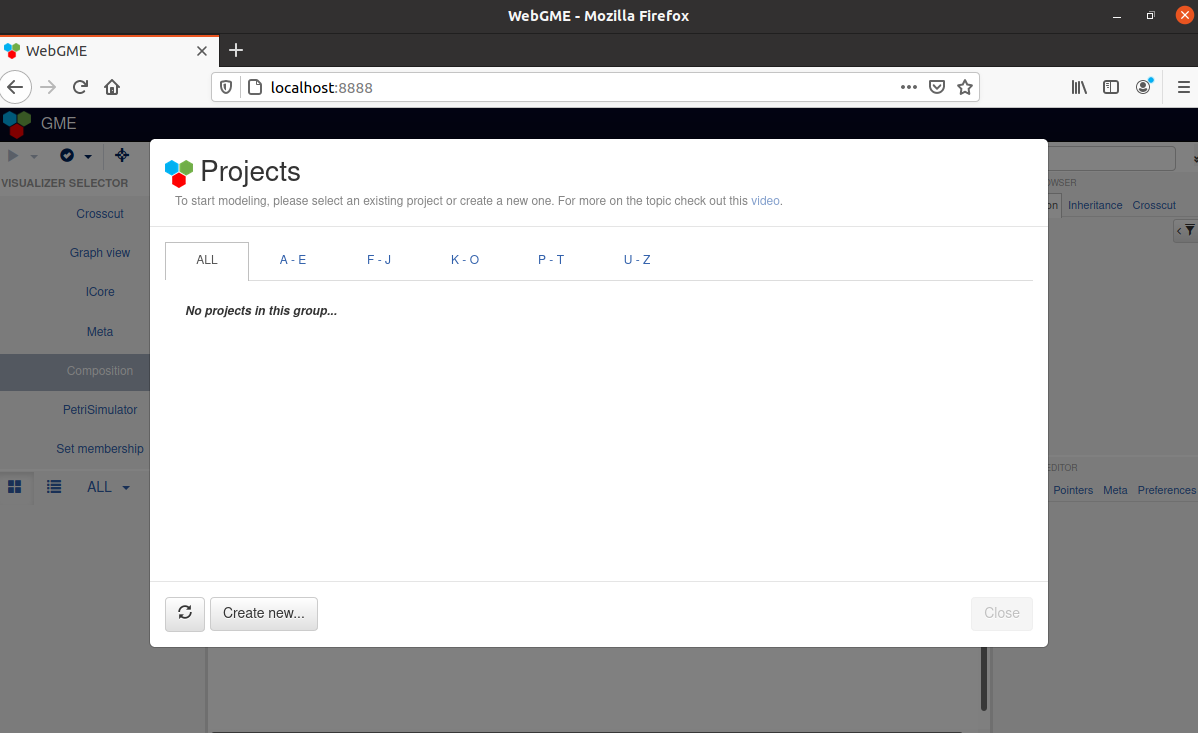 WebGME - Mozilla Firefox
WebGME
localhost:8888
GME
Projects
To start modeling, please select an existing project or create a new one. For more on the topic check out this video.
VISUALIZER SELECTOR
Crosscut
Graph view
ICore
Meta
Composition
PetriSimulator
Set membership
ALL
ALL A - E F - J K - O P - T U - Z
No projects in this group...
Create new... Close
OWSER
on Inheritance Crosscut
EDITOR
Pointers Meta Preferences